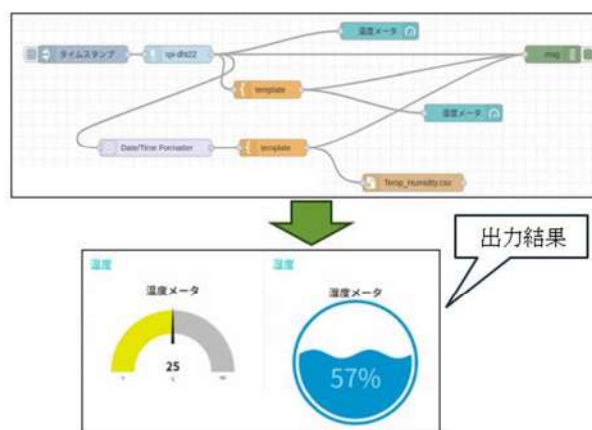 温度メータ
タイムスタンプ
rpi-dht22
msg
template
湿度メータ
Date/Time Formatter
template
Temp_Humidity.csv
出力結果
温度
温度メータ
25
湿度
湿度メータ
57%